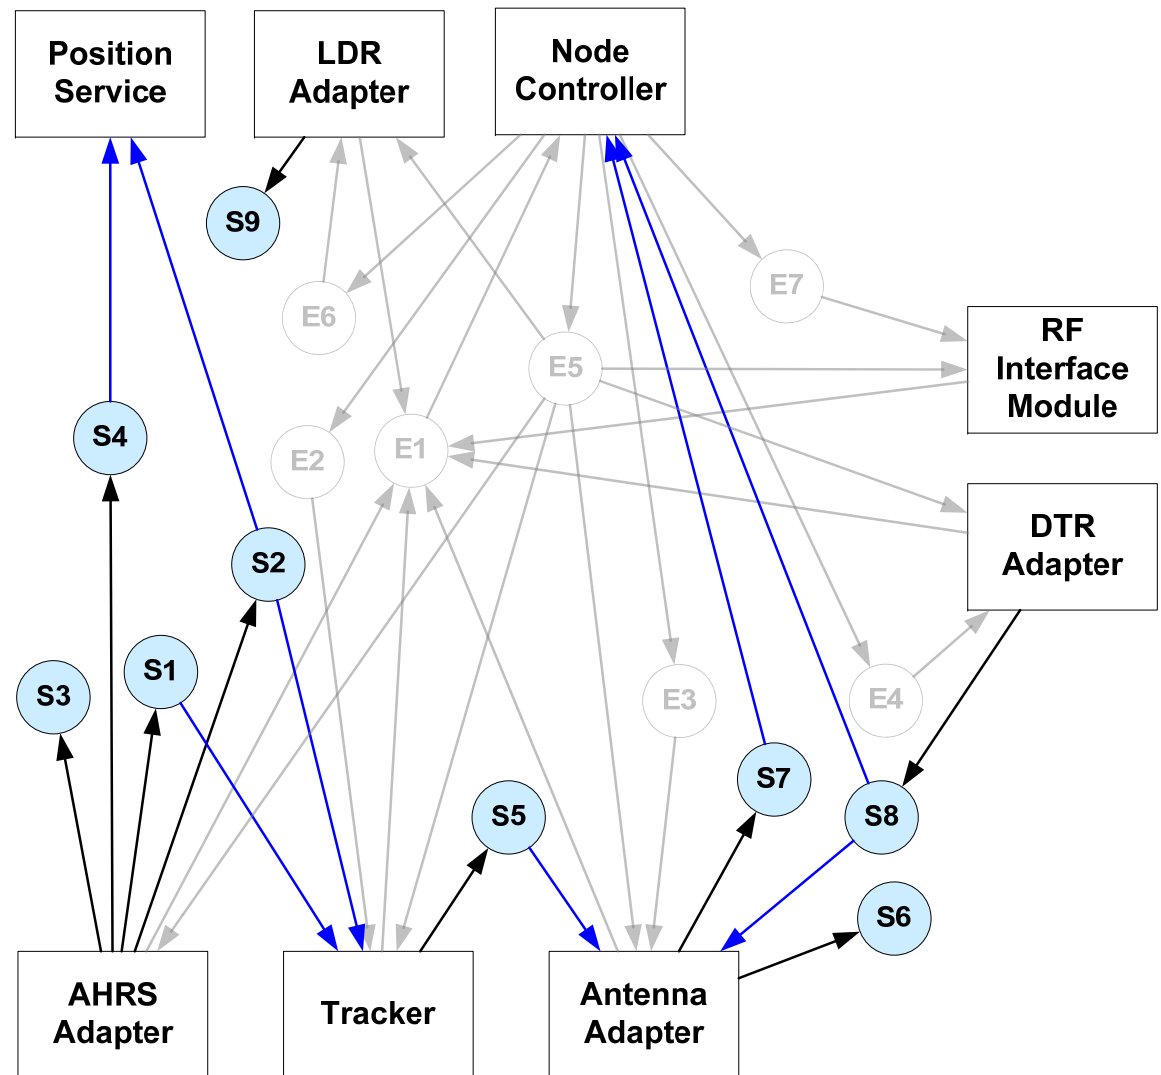 Position
Service
LDR
Adapter
Node
Controller
S9
E6
E7
RF
Interface
Module
E5
S4
E2
E1
DTR
Adapter
S2
S3
S1
E3
E4
S7
S5
S8
S6
AHRS
Adapter
Tracker
Antenna
Adapter